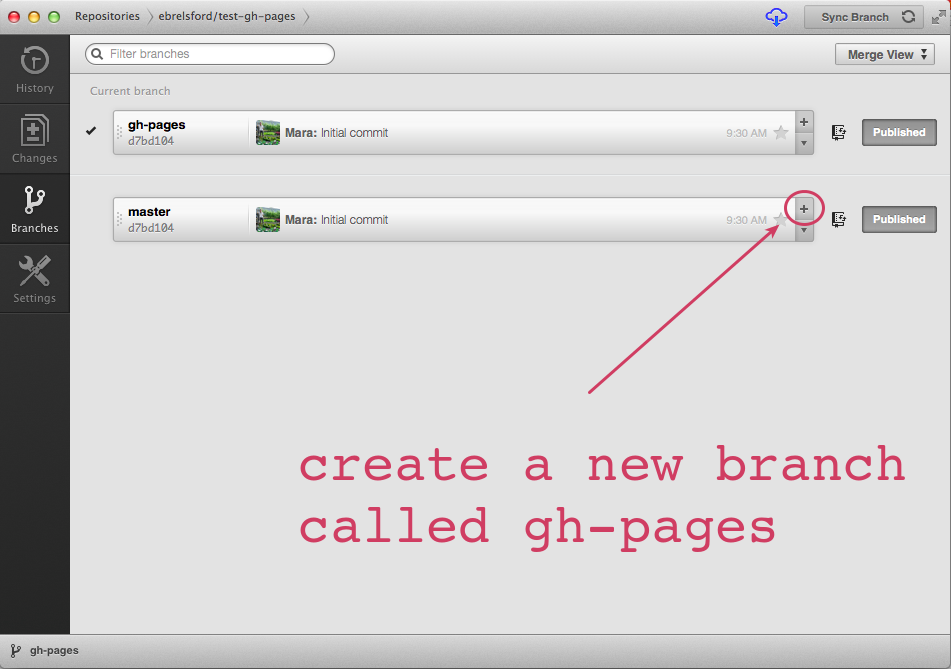 Repositories ebrelsford/test-gh-pages Sync Branch
Filter branches Merge View
History
Current branch
gh-pages
d7bd104
Mara: Initial commit 9:30 AM + Published
Changes
master
d7bd104
Mara: Initial commit 9:30 AM + Published
Branches
Settings
create a new branch
called gh-pages
gh-pages